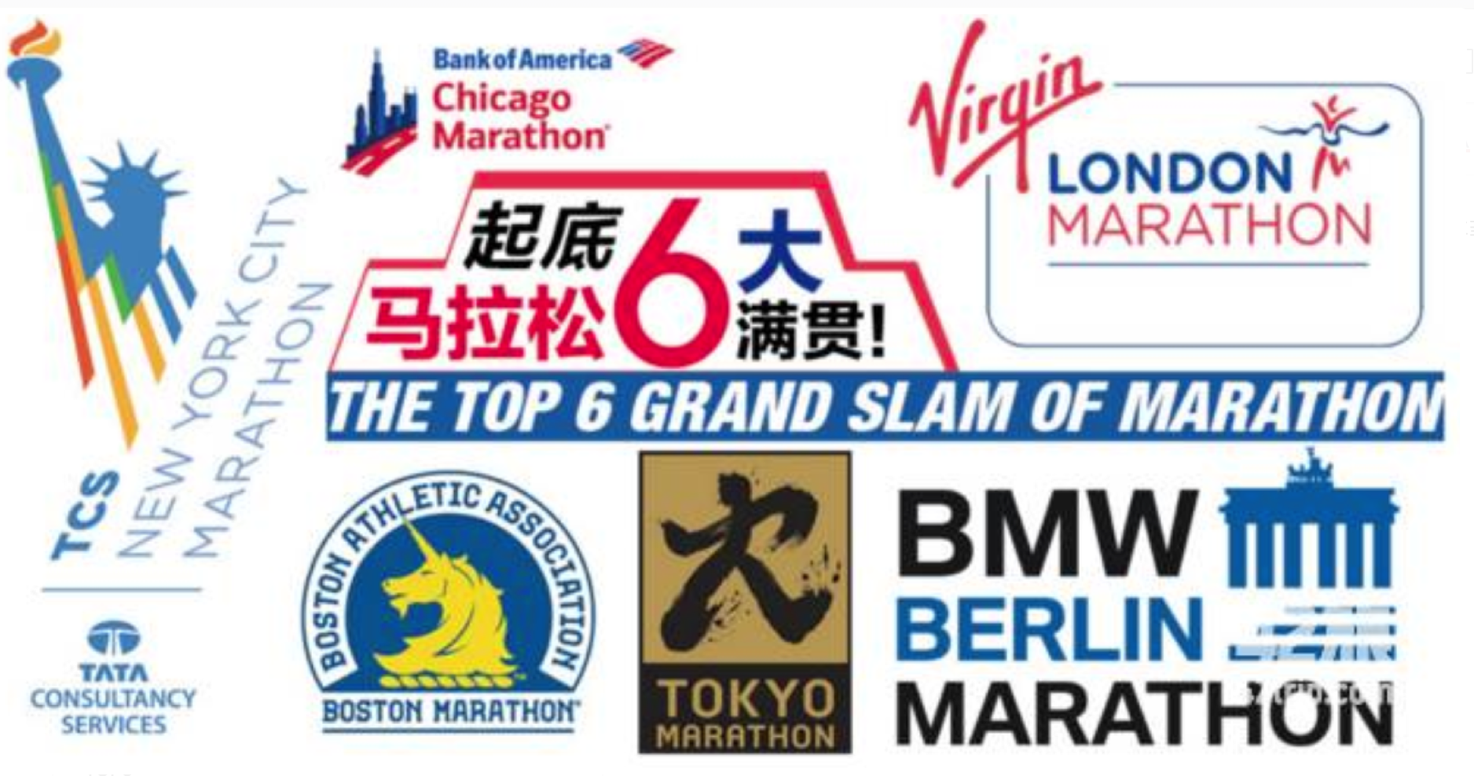 Bank of America
Chicago
Marathon
Virgin
LONDON
MARATHON
起底
马拉松
6
大
满贯!
THE TOP 6 GRAND SLAM OF MARATHON
TCS
NEW YORK CITY
MARATHON
TATA
CONSULTANCY
SERVICES
BOSTON ATHLETIC ASSOCIATION
BOSTON MARATHON
TOKYO
MARATHON
BMW
BERLIN
MARATHON